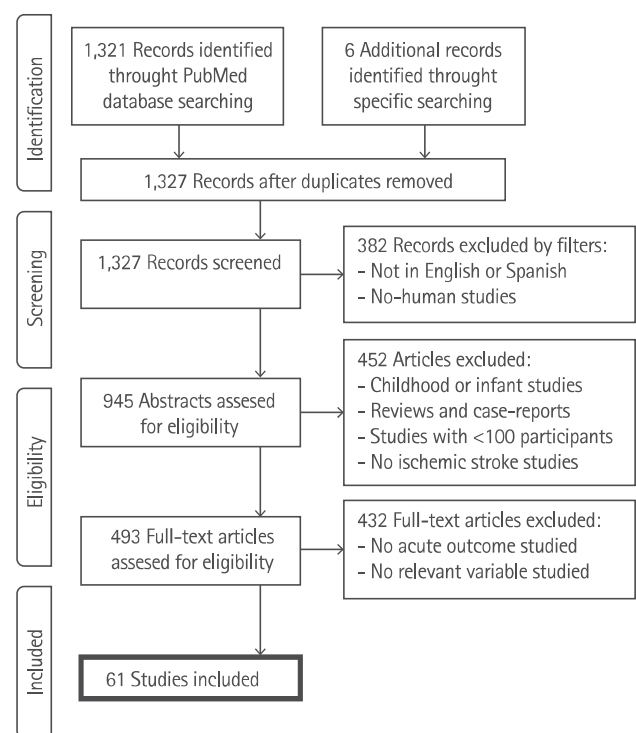 Identification
1,321 Records identified
throught PubMed
database searching
6 Additional records
identified throught
specific searching
1,327 Records after duplicates removed
Screening
1,327 Records screened
382 Records excluded by filters:
- Not in English or Spanish
- No-human studies
Eligibility
945 Abstracts assesed
for eligibility
452 Articles excluded:
- Childhood or infant studies
- Reviews and case-reports
- Studies with <100 participants
- No ischemic stroke studies
493 Full-text articles
assesed for eligibility
432 Full-text articles excluded:
- No acute outcome studied
- No relevant variable studied
Included
61 Studies included